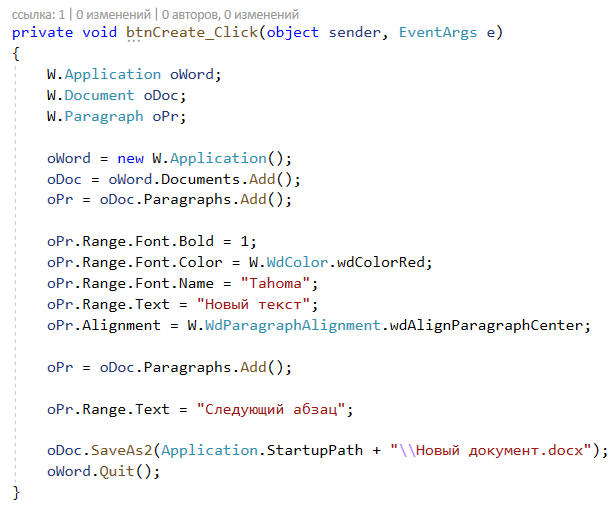 ссылка: 1 | 0 изменений | 0 авторов, 0 изменений
private void btnCreate_Click(object sender, EventArgs e)
{
    W.Application oWord;
    W.Document oDoc;
    W.Paragraph oPr;

    oWord = new W.Application();
    oDoc = oWord.Documents.Add();
    oPr = oDoc.Paragraphs.Add();

    oPr.Range.Font.Bold = 1;
    oPr.Range.Font.Color = W.WdColor.wdColorRed;
    oPr.Range.Font.Name = "Tahoma";
    oPr.Range.Text = "Новый текст";
    oPr.Alignment = W.WdParagraphAlignment.wdAlignParagraphCenter;

    oPr = oDoc.Paragraphs.Add();

    oPr.Range.Text = "Следующий абзац";

    oDoc.SaveAs2(Application.StartupPath + "\\Новый документ.docx");
    oWord.Quit();
}